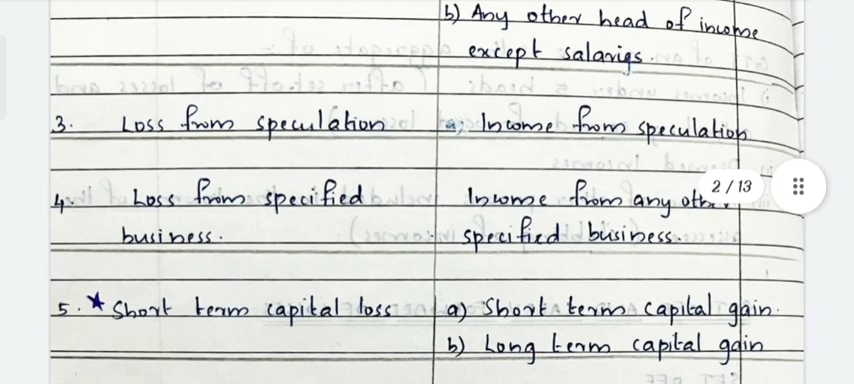 b) Any other head of income
except salaries.
3. Loss from speculation a) Income from speculation
4. Loss from specified Income from any other
business. specified business.
2 / 13
5. ★ Short term capital loss a) Short term capital gain.
b) Long term capital gain